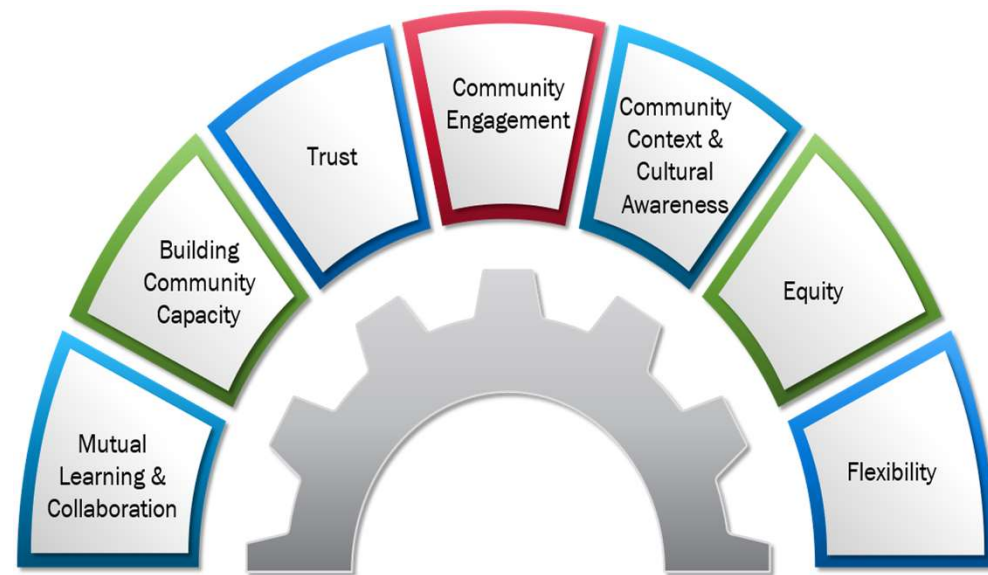 Mutual
Learning &
Collaboration
Building
Community
Capacity
Trust
Community
Engagement
Community
Context &
Cultural
Awareness
Equity
Flexibility